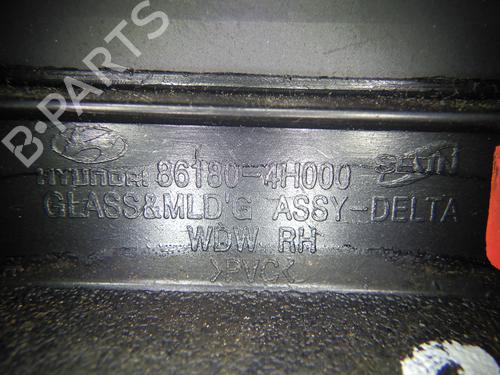 B-PARTS
HYUNDAI 86180-4H000
GLASS&MLD'G ASSY-DELTA
WDW RH
>PVC<